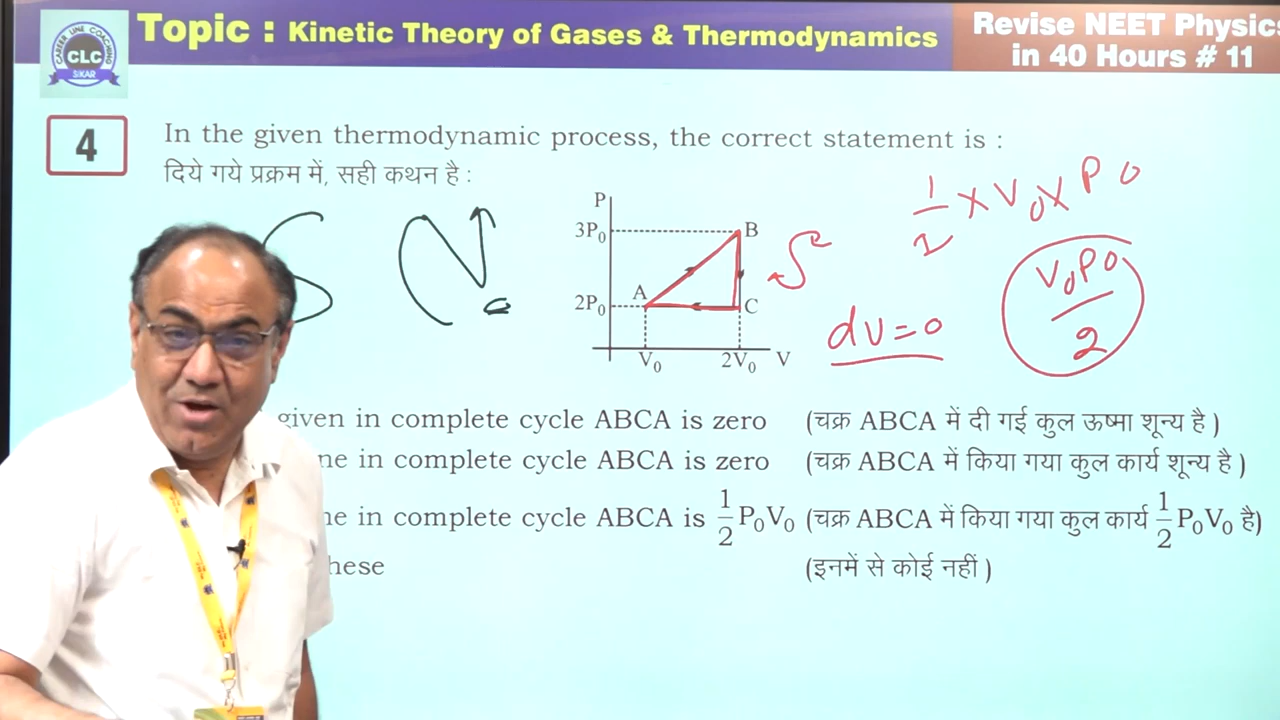 CAREER LINE COACHING
CLC
SIKAR
Topic : Kinetic Theory of Gases & Thermodynamics
Revise NEET Physics
in 40 Hours # 11
4
In the given thermodynamic process, the correct statement is :
दिये गये प्रक्रम में, सही कथन है :
P
3P₀
B
2P₀
A
C
V₀
2V₀
V
1/2 × V₀ × P0
V₀P0/2
dv=0
given in complete cycle ABCA is zero (चक्र ABCA में दी गई कुल ऊष्मा शून्य है )
ne in complete cycle ABCA is zero (चक्र ABCA में किया गया कुल कार्य शून्य है )
ne in complete cycle ABCA is 1/2 P₀V₀ (चक्र ABCA में किया गया कुल कार्य 1/2 P₀V₀ है)
hese (इनमें से कोई नहीं )